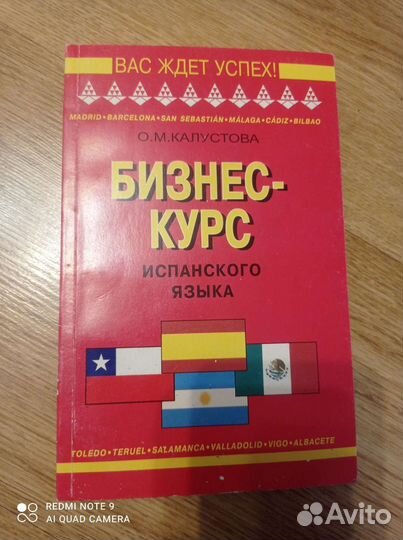 ВАС ЖДЕТ УСПЕХ!
MADRID • BARCELONA • SAN SEBASTIÁN • MÁLAGA • CÁDIZ • BILBAO
О.М.КАЛУСТОВА
БИЗНЕС-
КУРС
ИСПАНСКОГО
ЯЗЫКА
TOLEDO • TERUEL • SALAMANCA • VALLADOLID • VIGO • ALBACETE
REDMI NOTE 9
AI QUAD CAMERA
Avito